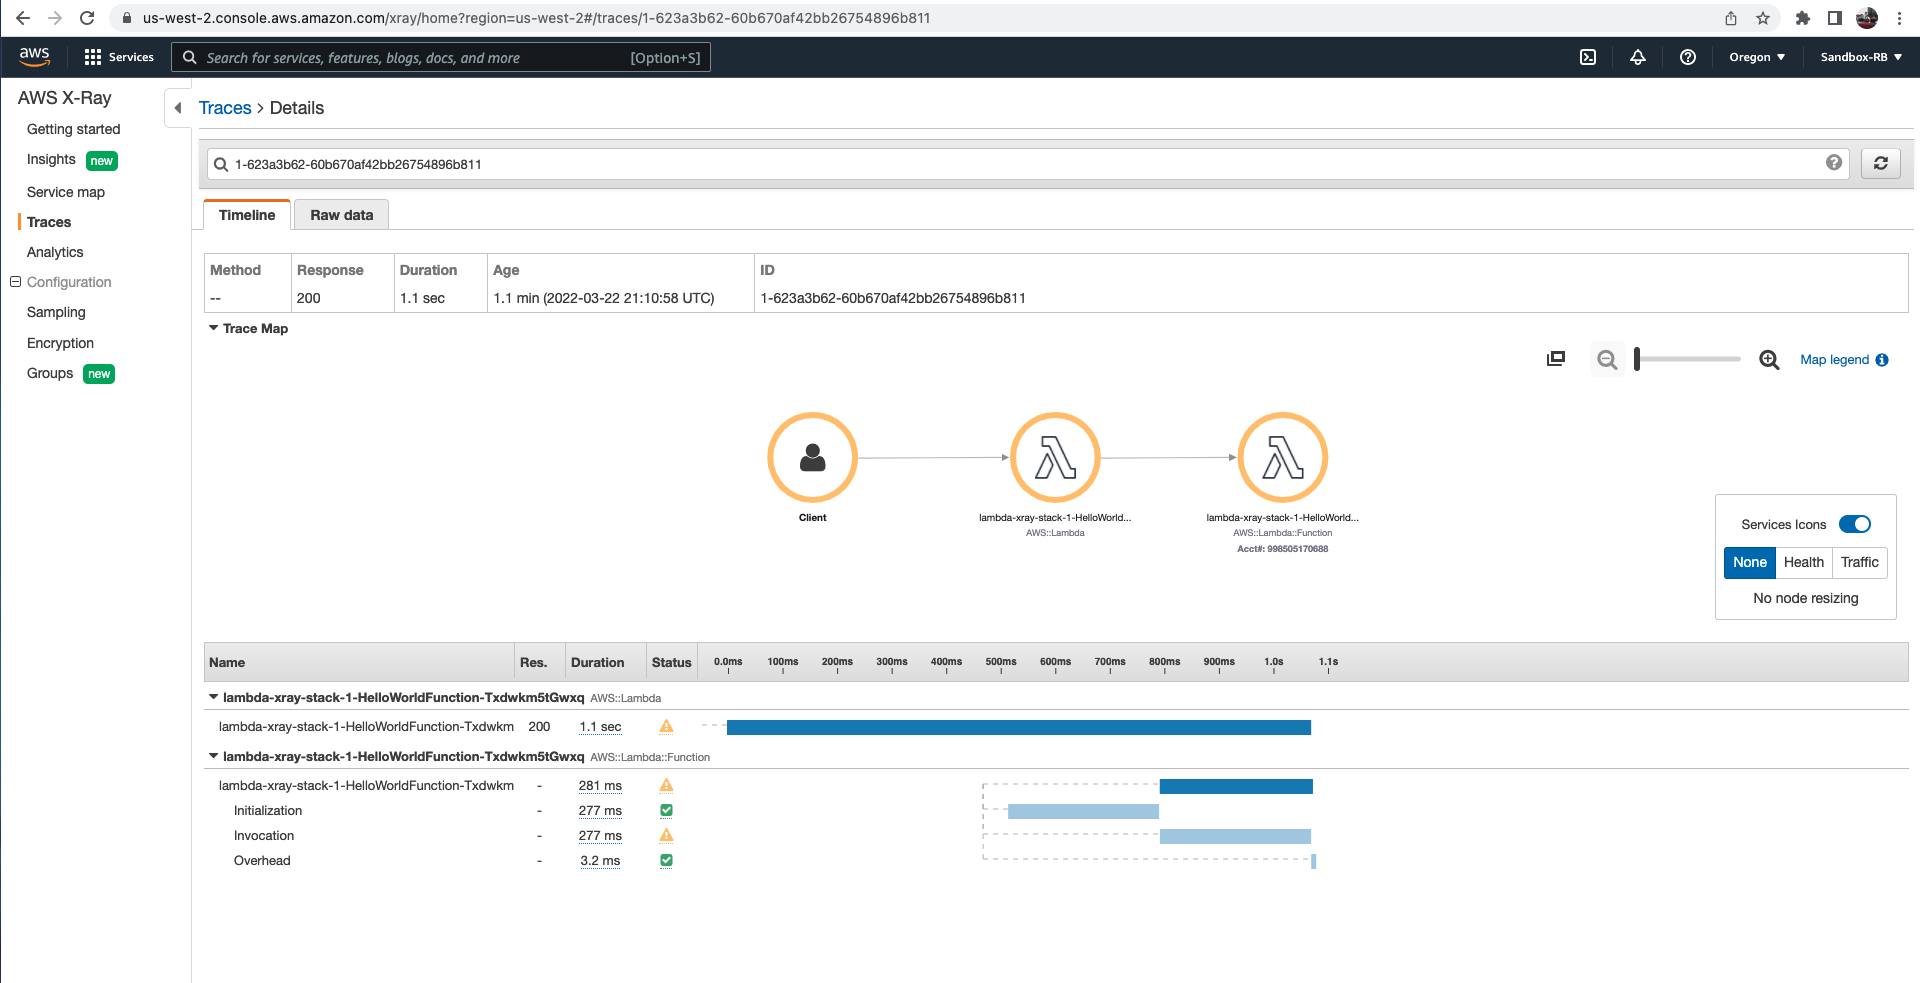 us-west-2.console.aws.amazon.com/xray/home?region=us-west-2#/traces/1-623a3b62-60b670af42bb26754896b811
aws
Services
Search for services, features, blogs, docs, and more
[Option+S]
Oregon
Sandbox-RB
AWS X-Ray
Getting started
Insights new
Service map
Traces
Analytics
Configuration
Sampling
Encryption
Groups new
Traces > Details
1-623a3b62-60b670af42bb26754896b811
Timeline
Raw data
Method Response Duration Age ID
-- 200 1.1 sec 1.1 min (2022-03-22 21:10:58 UTC) 1-623a3b62-60b670af42bb26754896b811
Trace Map
Map legend
Client
lambda-xray-stack-1-HelloWorld...
AWS::Lambda
lambda-xray-stack-1-HelloWorld...
AWS::Lambda::Function
Acct#: 998505170688
Services Icons
None Health Traffic
No node resizing
Name Res. Duration Status 0.0ms 100ms 200ms 300ms 400ms 500ms 600ms 700ms 800ms 900ms 1.0s 1.1s
lambda-xray-stack-1-HelloWorldFunction-Txdwkm5tGwxq AWS::Lambda
lambda-xray-stack-1-HelloWorldFunction-Txdwkm 200 1.1 sec
lambda-xray-stack-1-HelloWorldFunction-Txdwkm5tGwxq AWS::Lambda::Function
lambda-xray-stack-1-HelloWorldFunction-Txdwkm - 281 ms
Initialization - 277 ms
Invocation - 277 ms
Overhead - 3.2 ms